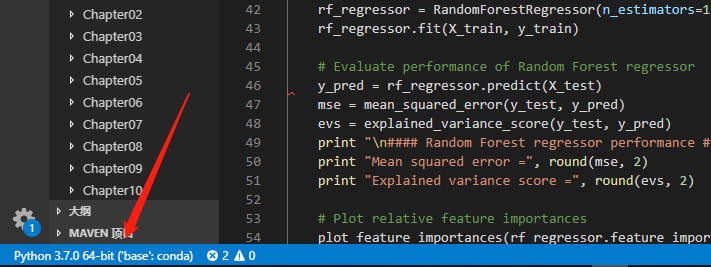 Chapter02
Chapter03
Chapter04
Chapter05
Chapter06
Chapter07
Chapter08
Chapter09
Chapter10
大纲
MAVEN 项目
1
42 rf_regressor = RandomForestRegressor(n_estimators=1
43 rf_regressor.fit(X_train, y_train)
44
45 # Evaluate performance of Random Forest regressor
46 y_pred = rf_regressor.predict(X_test)
47 mse = mean_squared_error(y_test, y_pred)
48 evs = explained_variance_score(y_test, y_pred)
49 print "\n#### Random Forest regressor performance #
50 print "Mean squared error =", round(mse, 2)
51 print "Explained variance score =", round(evs, 2)
52
53 # Plot relative feature importances
54 plot_feature_importances(rf_regressor.feature_impor
Python 3.7.0 64-bit ('base': conda) 2 0